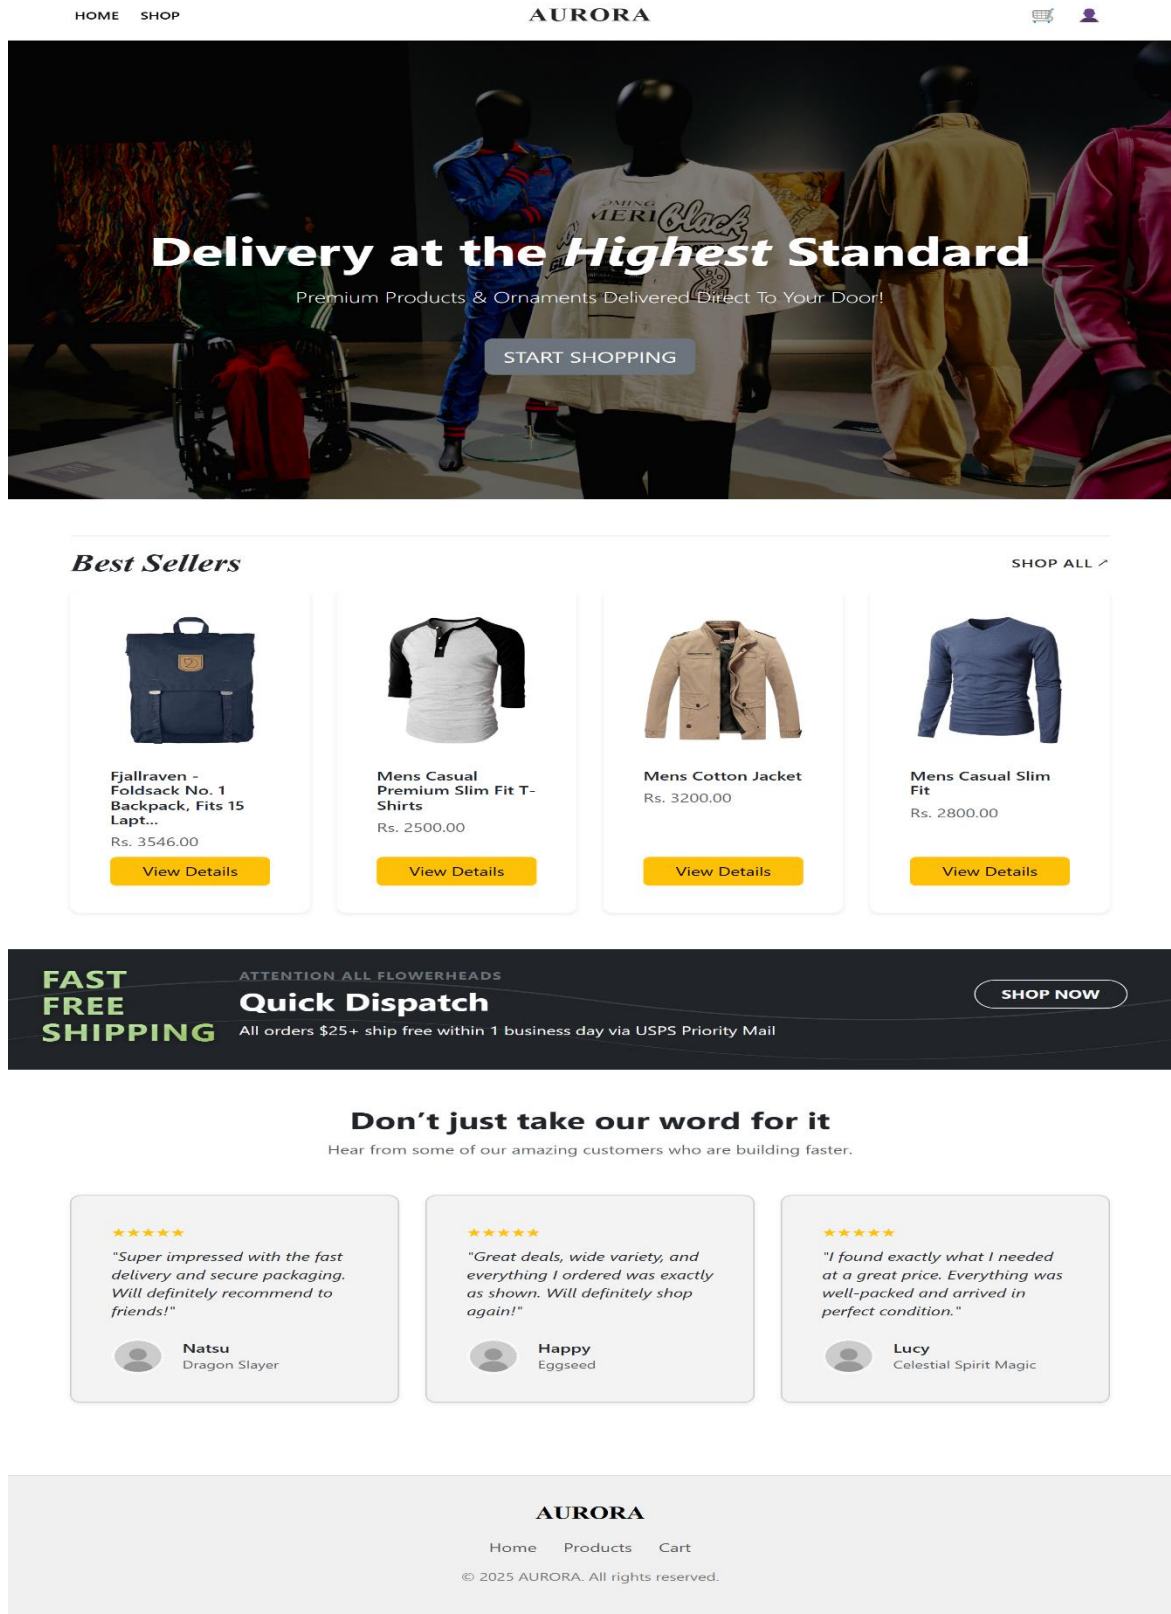 HOME SHOP AURORA
OMING
MERI Black
Delivery at the Highest Standard
Premium Products & Ornaments Delivered Direct To Your Door!
START SHOPPING
Best Sellers SHOP ALL ↗
Fjallraven -
Foldsack No. 1
Backpack, Fits 15
Lapt...
Rs. 3546.00
View Details
Mens Casual
Premium Slim Fit T-
Shirts
Rs. 2500.00
View Details
Mens Cotton Jacket
Rs. 3200.00
View Details
Mens Casual Slim
Fit
Rs. 2800.00
View Details
FAST
FREE
SHIPPING
ATTENTION ALL FLOWERHEADS
Quick Dispatch
All orders $25+ ship free within 1 business day via USPS Priority Mail
SHOP NOW
Don’t just take our word for it
Hear from some of our amazing customers who are building faster.
★★★★★
"Super impressed with the fast
delivery and secure packaging.
Will definitely recommend to
friends!"
Natsu
Dragon Slayer
★★★★★
"Great deals, wide variety, and
everything I ordered was exactly
as shown. Will definitely shop
again!"
Happy
Eggseed
★★★★★
"I found exactly what I needed
at a great price. Everything was
well-packed and arrived in
perfect condition."
Lucy
Celestial Spirit Magic
AURORA
Home Products Cart
© 2025 AURORA. All rights reserved.